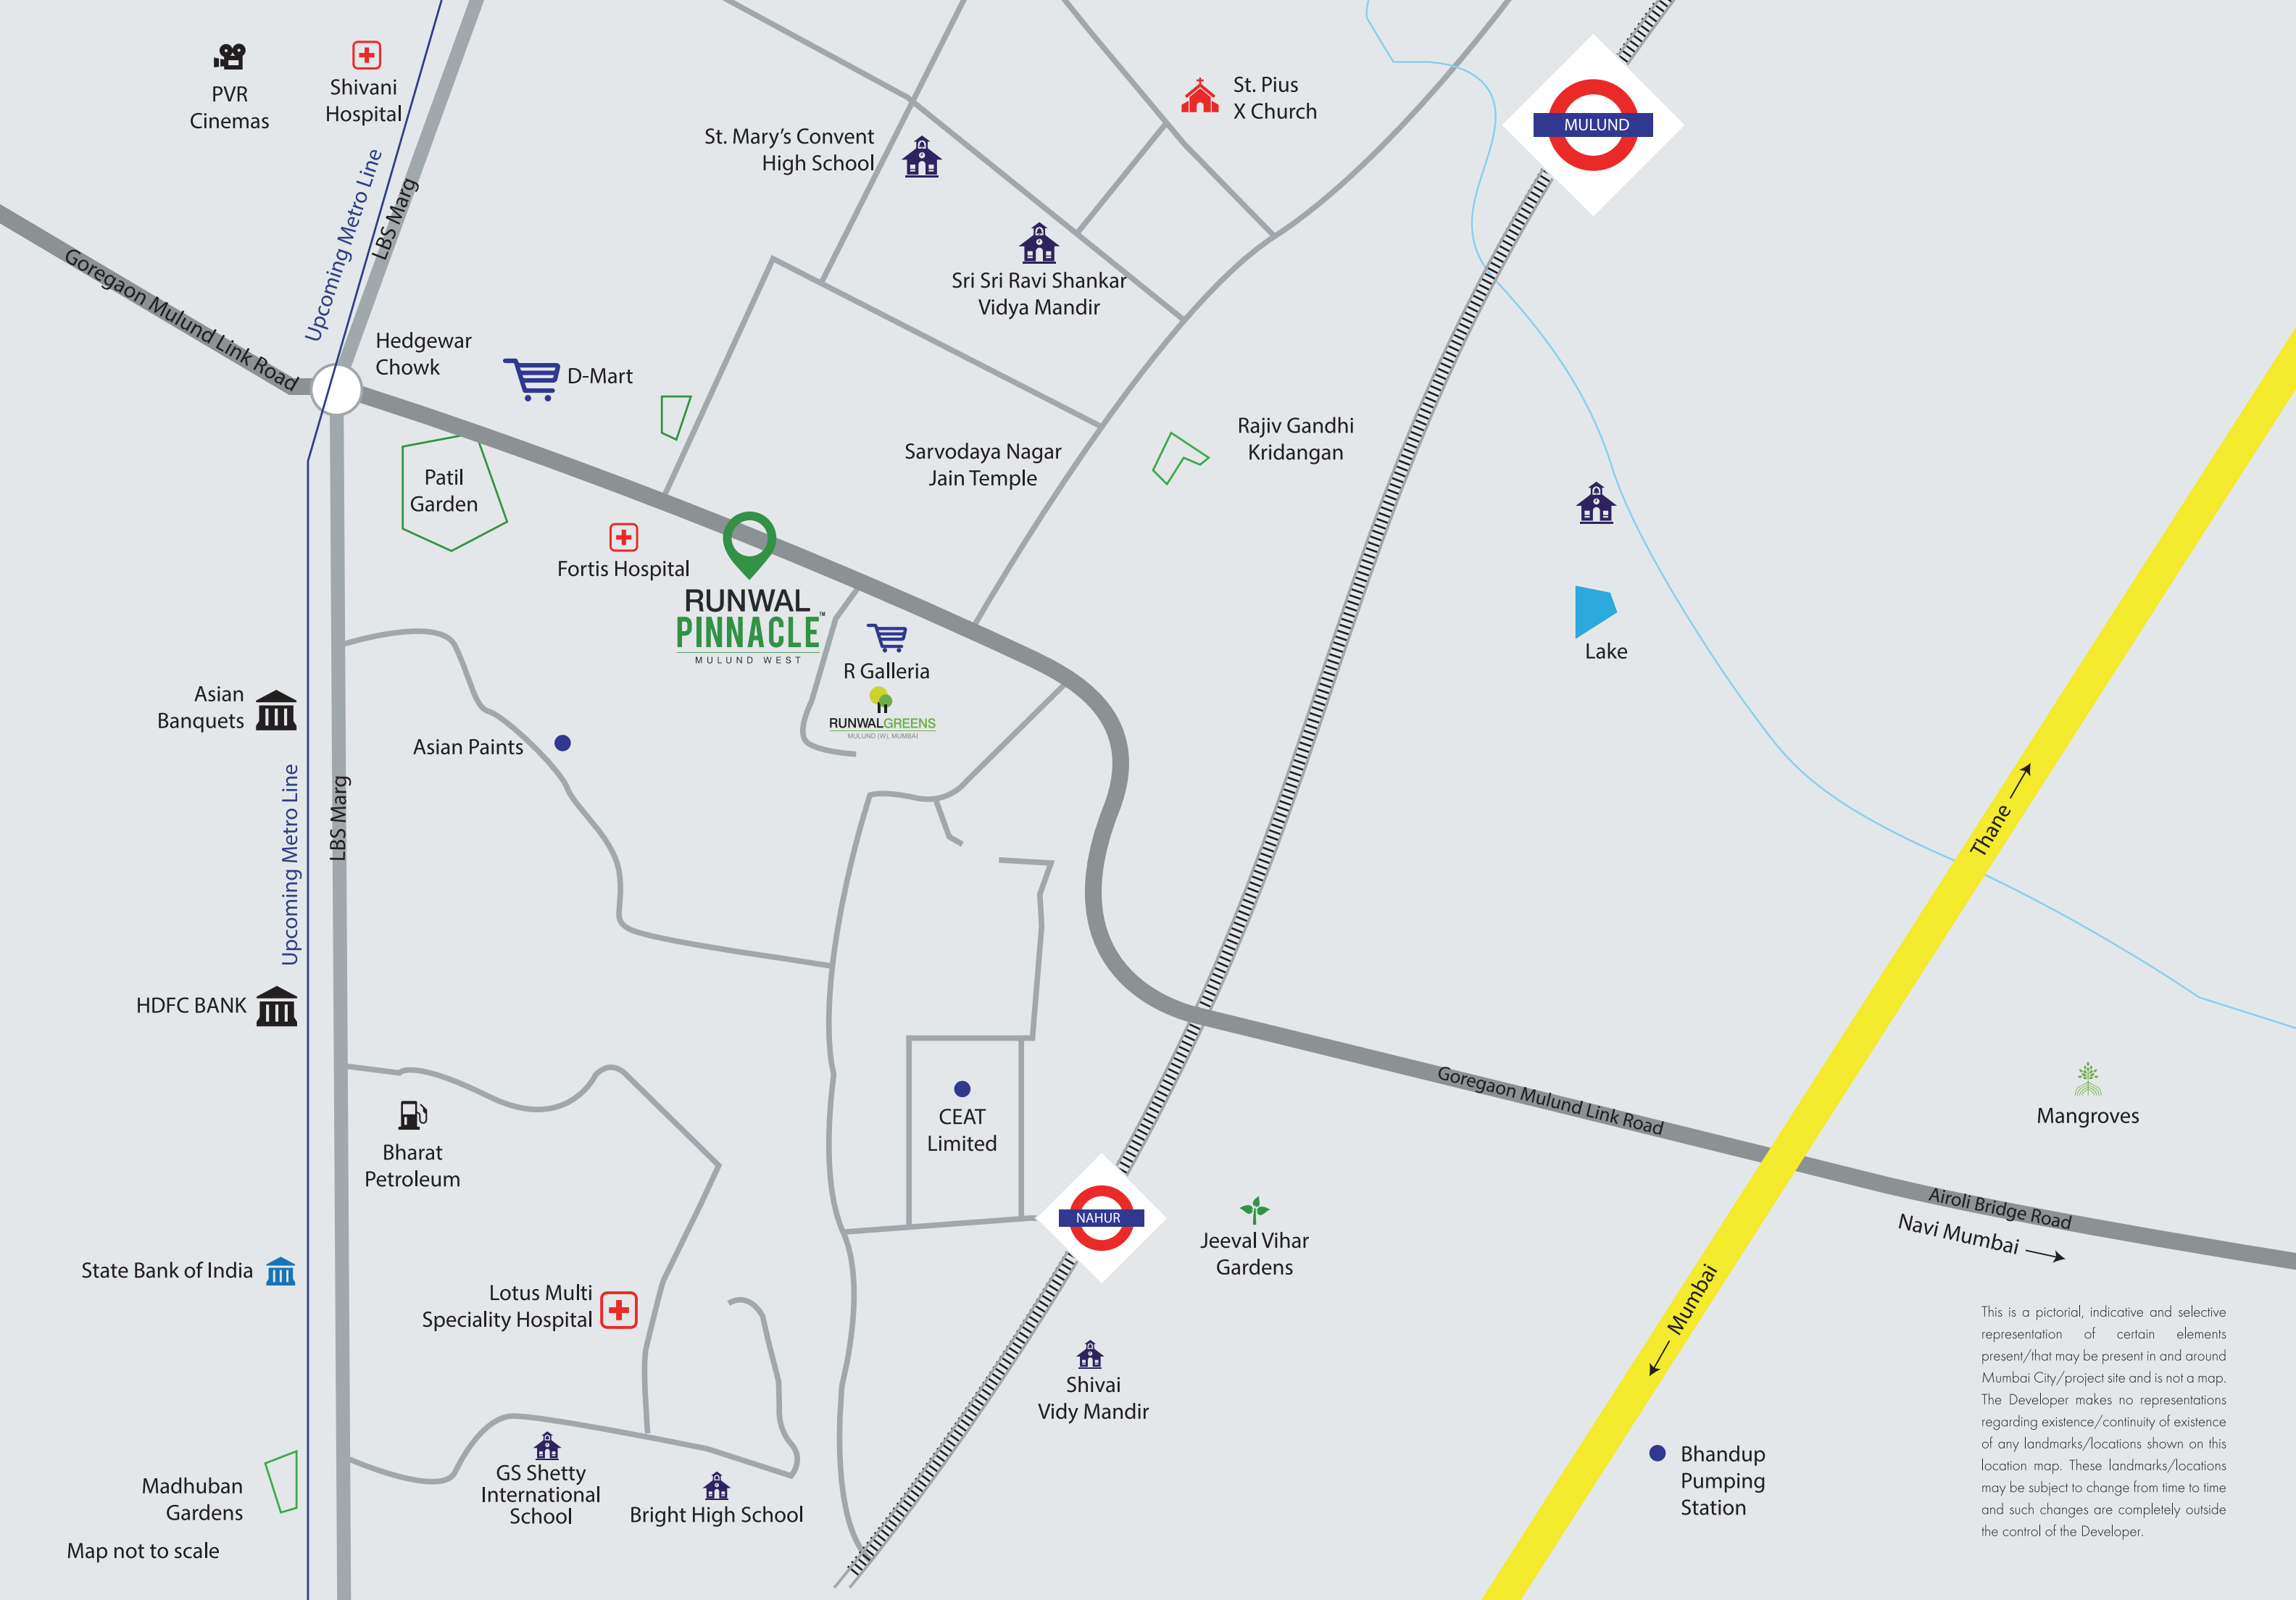 PVR
Cinemas
Shivani
Hospital
St. Mary's Convent
High School
St. Pius
X Church
MULUND
Upcoming Metro Line
LBS Marg
Goregaon Mulund Link Road
Sri Sri Ravi Shankar
Vidya Mandir
Hedgewar
Chowk
D-Mart
Patil
Garden
Sarvodaya Nagar
Jain Temple
Rajiv Gandhi
Kridangan
Fortis Hospital
RUNWAL
PINNACLE™
MULUND WEST
R Galleria
RUNWALGREENS
MULUND (W), MUMBAI
Lake
Asian
Banquets
Asian Paints
Upcoming Metro Line
LBS Marg
Thane
HDFC BANK
Goregaon Mulund Link Road
CEAT
Limited
Mangroves
Bharat
Petroleum
Airoli Bridge Road
Navi Mumbai
NAHUR
Jeeval Vihar
Gardens
State Bank of India
Lotus Multi
Speciality Hospital
Mumbai
Shivai
Vidy Mandir
GS Shetty
International
School
Bright High School
Bhandup
Pumping
Station
Madhuban
Gardens
Map not to scale
This is a pictorial, indicative and selective
representation of certain elements
present/that may be present in and around
Mumbai City/project site and is not a map.
The Developer makes no representations
regarding existence/continuity of existence
of any landmarks/locations shown on this
location map. These landmarks/locations
may be subject to change from time to time
and such changes are completely outside
the control of the Developer.